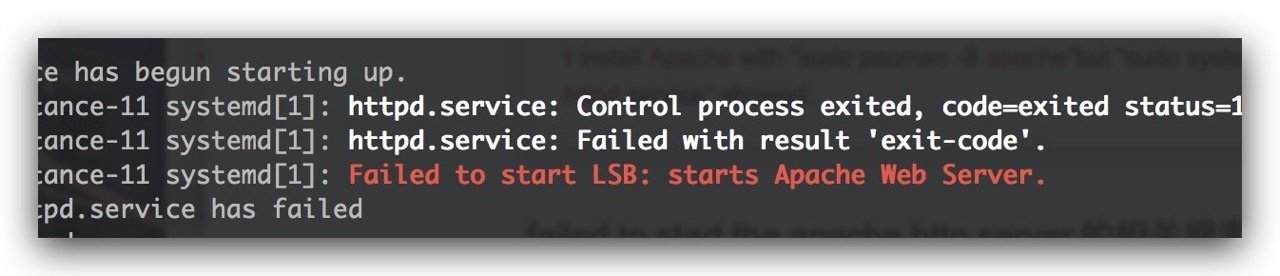 I install Apache with "sudo pacman -S apache"but "sudo syste
ce has begun starting up.
tance-11 systemd[1]: httpd.service: Control process exited, code=exited status=1
tance-11 systemd[1]: httpd.service: Failed with result 'exit-code'.
tance-11 systemd[1]: Failed to start LSB: starts Apache Web Server.
tpd.service has failed
failed to start the apache http server